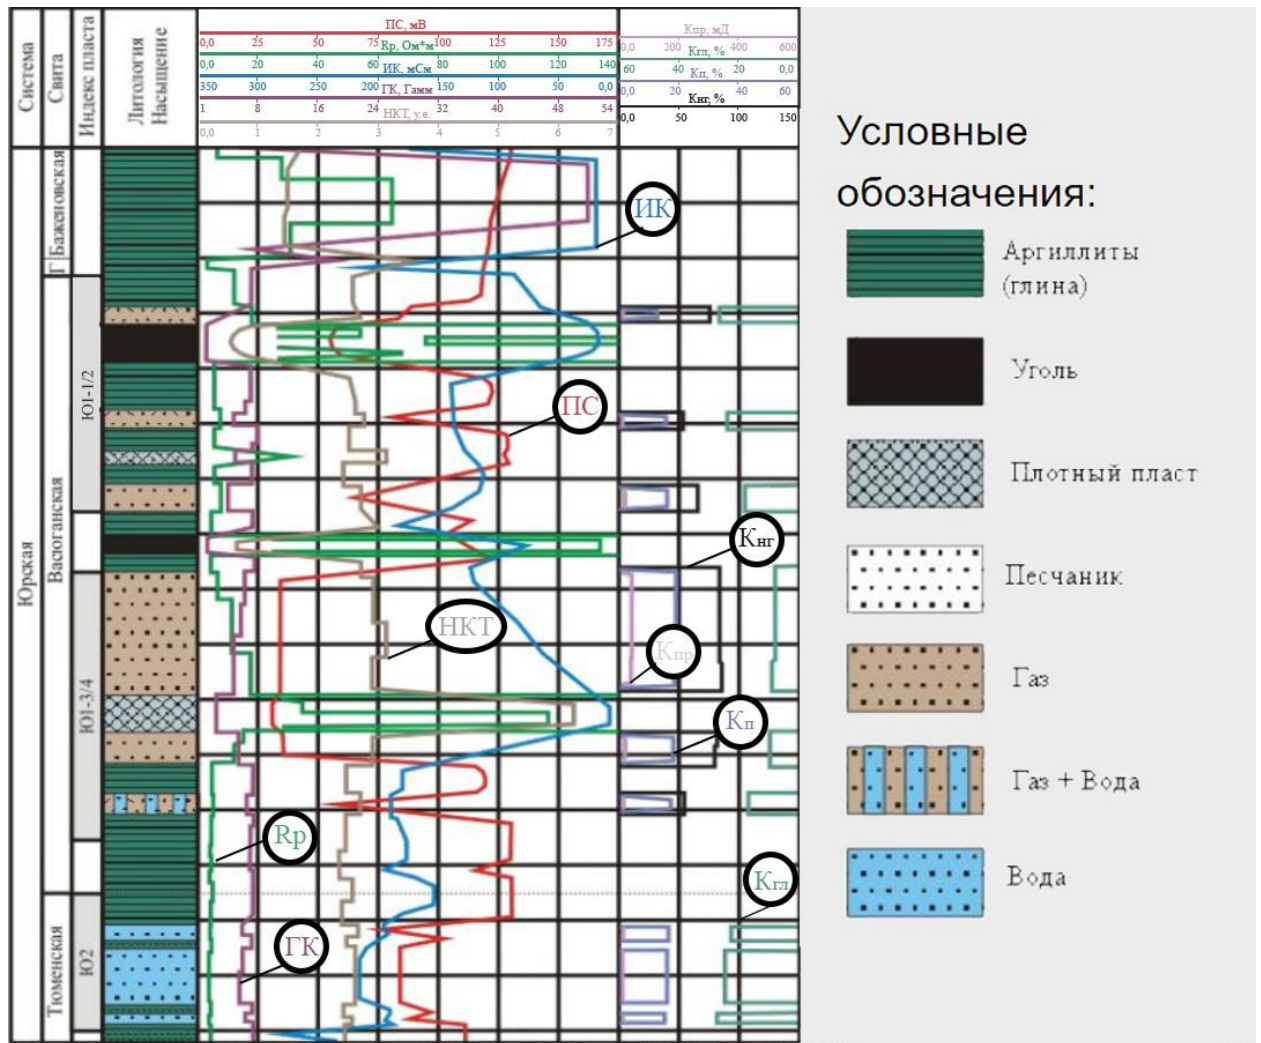 Система
Свита
Индекс пласта
Литология
Насыщение
ПС, мВ
0,0 25 50 75 100 125 150 175
Rp, Ом*м
0,0 20 40 60 80 100 120 140
ИК, мСм
350 300 250 200 150 100 50 0,0
ГК, Гамм
1 8 16 24 32 40 48 54
НКТ, у.е.
0,0 1 2 3 4 5 6 7
Кпр, мД
0,0 200 400 600
Кгл, %
60 40 20 0,0
Кп, %
0,0 20 40 60
Кнг, %
0,0 50 100 150
Юрская
Г
Баженовская
Васюганская
Тюменская
Ю1-1/2
Ю1-3/4
Ю2
ИК
ПС
Кнг
НКТ
Кпр
Кп
Rp
Кгл
ГК
Условные
обозначения:
Аргиллиты
(глина)
Уголь
Плотный пласт
Песчаник
Газ
Газ + Вода
Вода